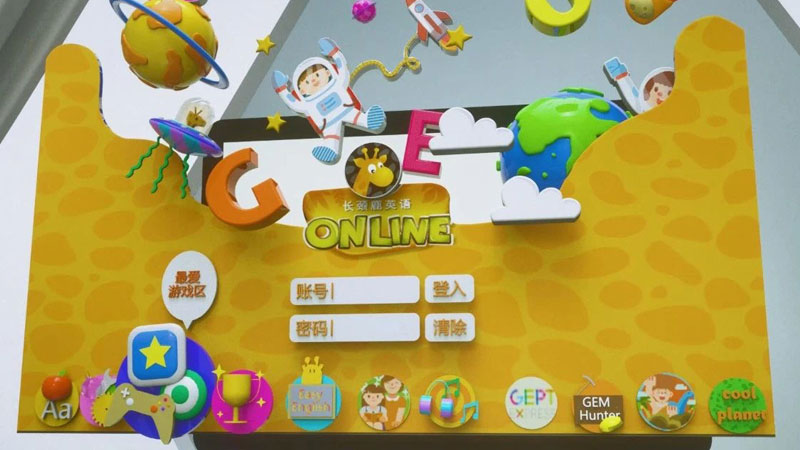 G
E
O
长颈鹿英语
ONLINE
最爱
游戏区
账号
登入
密码
清除
Aa
GEPT
EXPRESS
GEM
Hunter
cool
planet